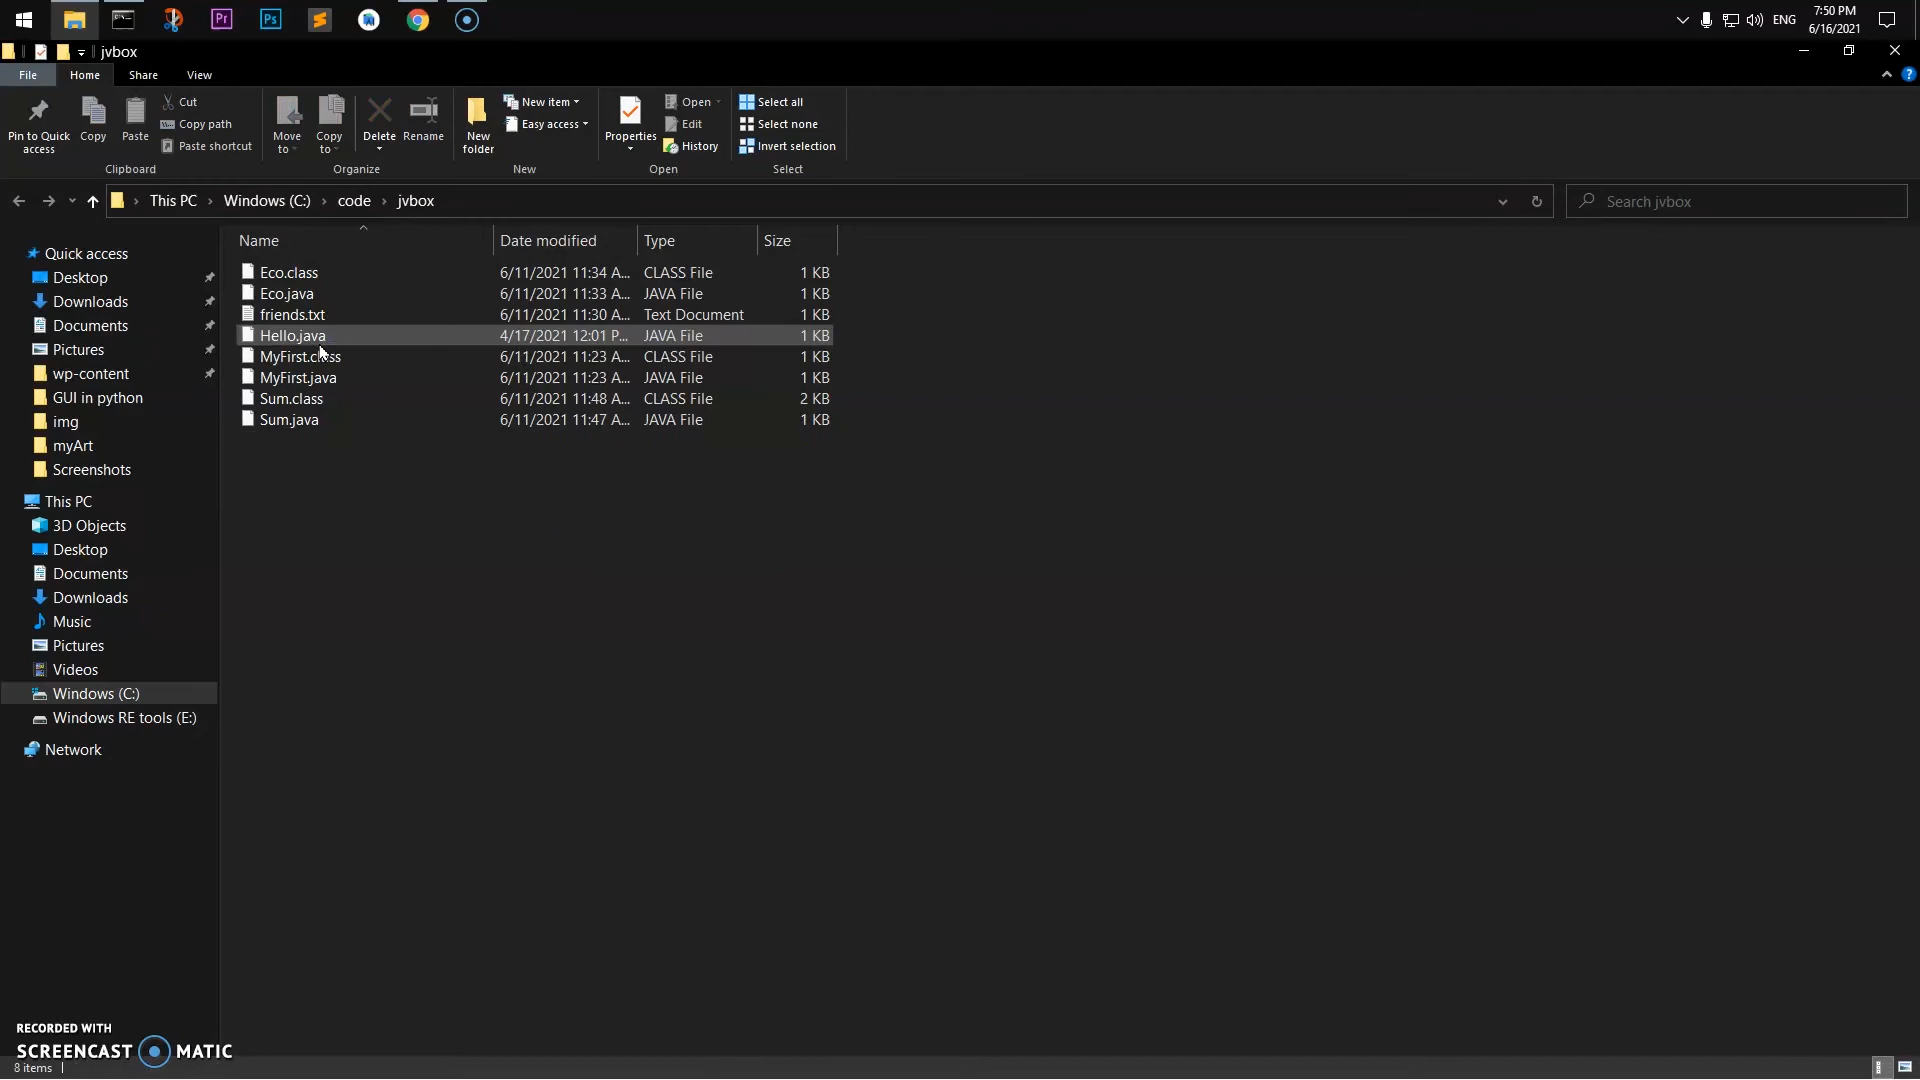 Pr
Ps
ENG
7:50 PM
6/16/2021
jvbox
File
Home
Share
View
Pin to Quick
access
Copy
Paste
Cut
Copy path
Paste shortcut
Move
to
Copy
to
Delete
Rename
New
folder
New item
Easy access
Properties
Open
Edit
History
Select all
Select none
Invert selection
Clipboard
Organize
New
Open
Select
This PC
Windows (C:)
code
jvbox
Search jvbox
Name
Date modified
Type
Size
Eco.class 6/11/2021 11:34 A... CLASS File 1 KB
Eco.java 6/11/2021 11:33 A... JAVA File 1 KB
friends.txt 6/11/2021 11:30 A... Text Document 1 KB
Hello.java 4/17/2021 12:01 P... JAVA File 1 KB
MyFirst.class 6/11/2021 11:23 A... CLASS File 1 KB
MyFirst.java 6/11/2021 11:23 A... JAVA File 1 KB
Sum.class 6/11/2021 11:48 A... CLASS File 2 KB
Sum.java 6/11/2021 11:47 A... JAVA File 1 KB
Quick access
Desktop
Downloads
Documents
Pictures
wp-content
GUI in python
img
myArt
Screenshots
This PC
3D Objects
Desktop
Documents
Downloads
Music
Pictures
Videos
Windows (C:)
Windows RE tools (E:)
Network
RECORDED WITH
SCREENCAST MATIC
8 items